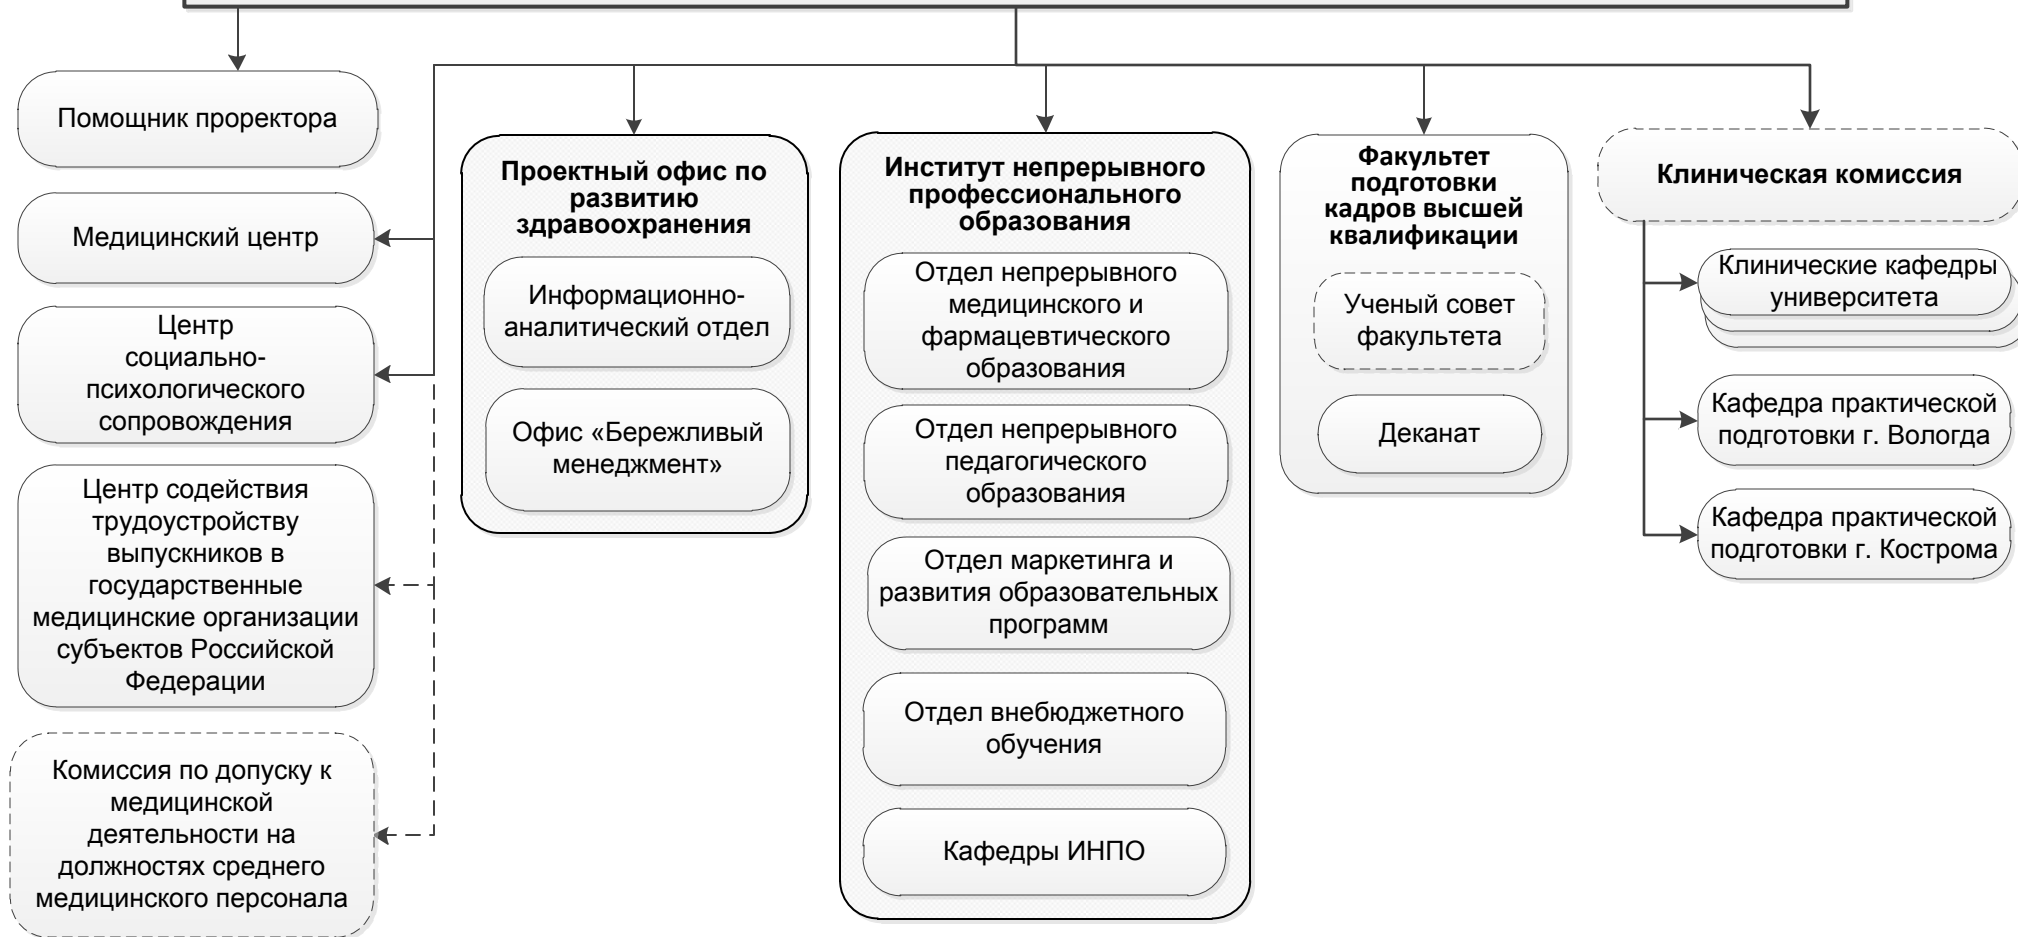 Помощник проректора
Медицинский центр
Центр
социально-
психологического
сопровождения
Центр содействия
трудоустройству
выпускников в
государственные
медицинские организации
субъектов Российской
Федерации
Комиссия по допуску к
медицинской
деятельности на
должностях среднего
медицинского персонала
Проектный офис по
развитию
здравоохранения
Информационно-
аналитический отдел
Офис «Бережливый
менеджмент»
Институт непрерывного
профессионального
образования
Отдел непрерывного
медицинского и
фармацевтического
образования
Отдел непрерывного
педагогического
образования
Отдел маркетинга и
развития образовательных
программ
Отдел внебюджетного
обучения
Кафедры ИНПО
Факультет
подготовки
кадров высшей
квалификации
Ученый совет
факультета
Деканат
Клиническая комиссия
Клинические кафедры
университета
Кафедра практической
подготовки г. Вологда
Кафедра практической
подготовки г. Кострома